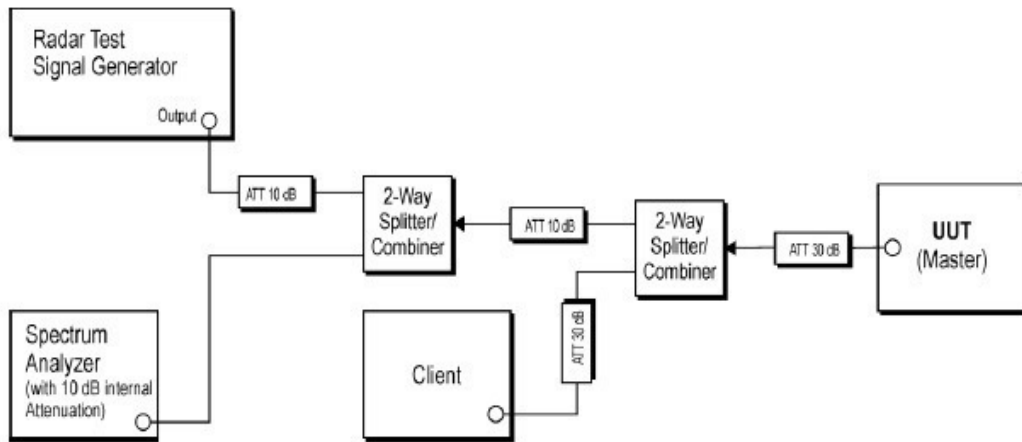 Radar Test
Signal Generator
Output
ATT 10 dB
2-Way
Splitter/
Combiner
ATT 10 dB
2-Way
Splitter/
Combiner
ATT 30 dB
UUT
(Master)
Spectrum
Analyzer
(with 10 dB internal
Attenuation)
Client
ATT 30 dB